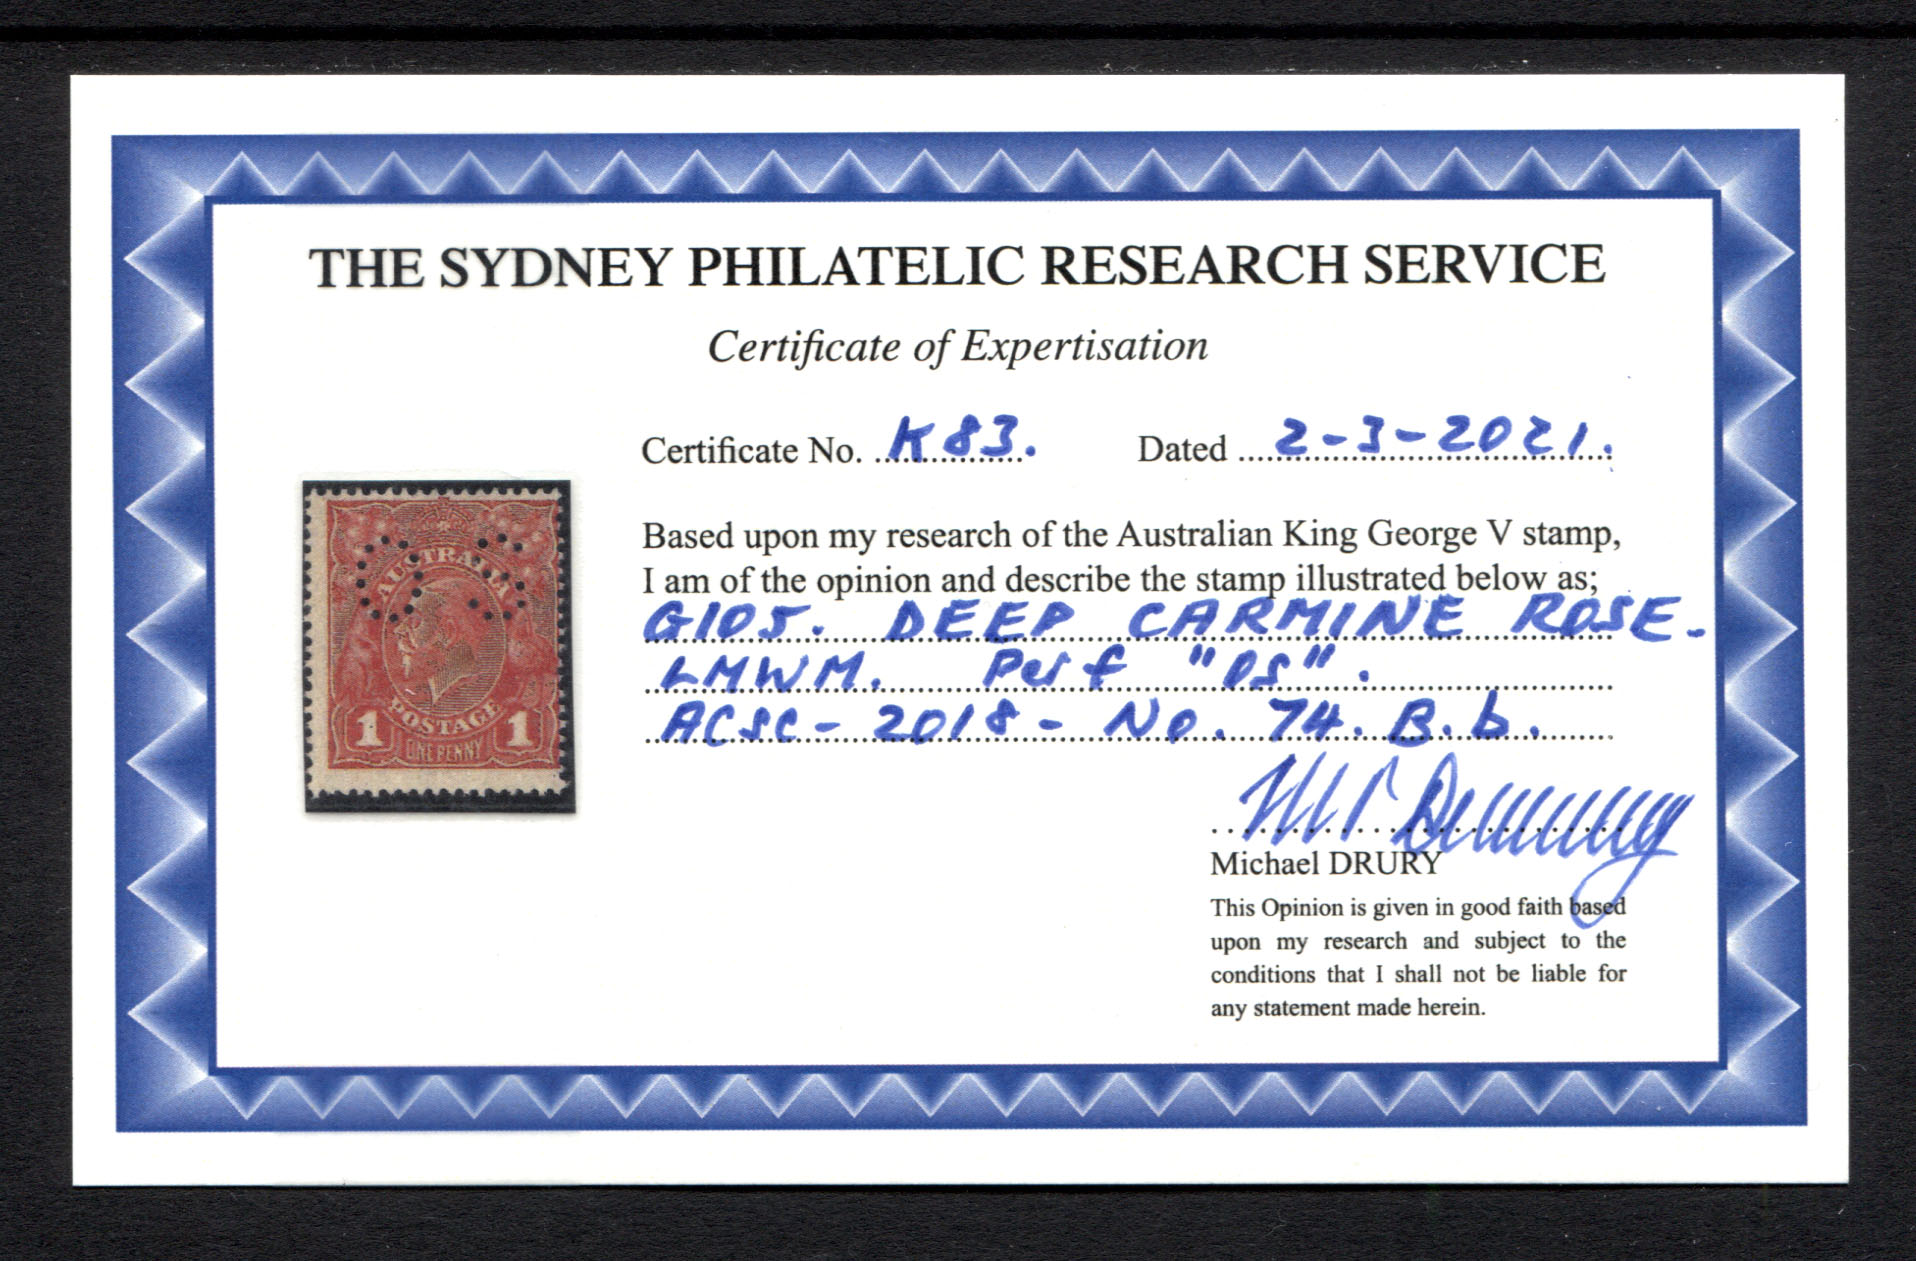 THE SYDNEY PHILATELIC RESEARCH SERVICE
Certificate of Expertisation
Certificate No. K83. Dated 2-3-2021.
Based upon my research of the Australian King George V stamp,
I am of the opinion and describe the stamp illustrated below as;
G105. DEEP CARMINE ROSE.
LMWM. Perf "OS".
ACSC - 2018 - No. 74. B. b.
AUSTRALIA
POSTAGE
1 ONE PENNY 1
Michael DRURY
This Opinion is given in good faith based
upon my research and subject to the
conditions that I shall not be liable for
any statement made herein.